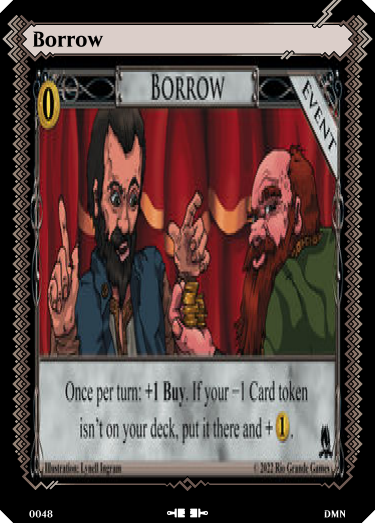 Borrow
0
BORROW
EVENT
Once per turn: +1 Buy. If your −1 Card token
isn't on your deck, put it there and + 1.
Illustration: Lynell Ingram
© 2022 Rio Grande Games
0048
DMN